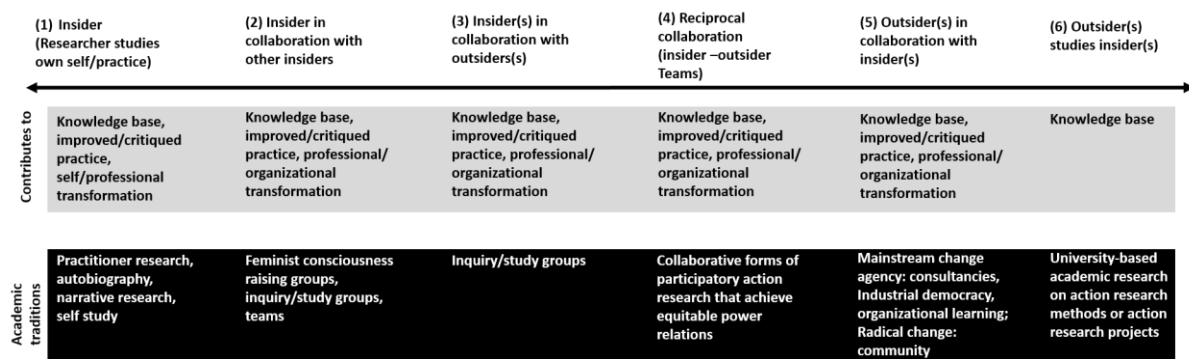 (1) Insider
(Researcher studies
own self/practice)
(2) Insider in
collaboration with
other insiders
(3) Insider(s) in
collaboration with
outsiders(s)
(4) Reciprocal
collaboration
(insider –outsider
Teams)
(5) Outsider(s) in
collaboration with
insider(s)
(6) Outsider(s)
studies insider(s)
Contributes to
Knowledge base,
improved/critiqued
practice,
self/professional
transformation
Knowledge base,
improved/critiqued
practice, professional/
organizational
transformation
Knowledge base,
improved/critiqued
practice, professional/
organizational
transformation
Knowledge base,
improved/critiqued
practice, professional/
organizational
transformation
Knowledge base,
improved/critiqued
practice, professional/
organizational
transformation
Knowledge base
Academic
traditions
Practitioner research,
autobiography,
narrative research,
self study
Feminist consciousness
raising groups,
inquiry/study groups,
teams
Inquiry/study groups
Collaborative forms of
participatory action
research that achieve
equitable power
relations
Mainstream change
agency: consultancies,
Industrial democracy,
organizational learning;
Radical change:
community
University-based
academic research
on action research
methods or action
research projects